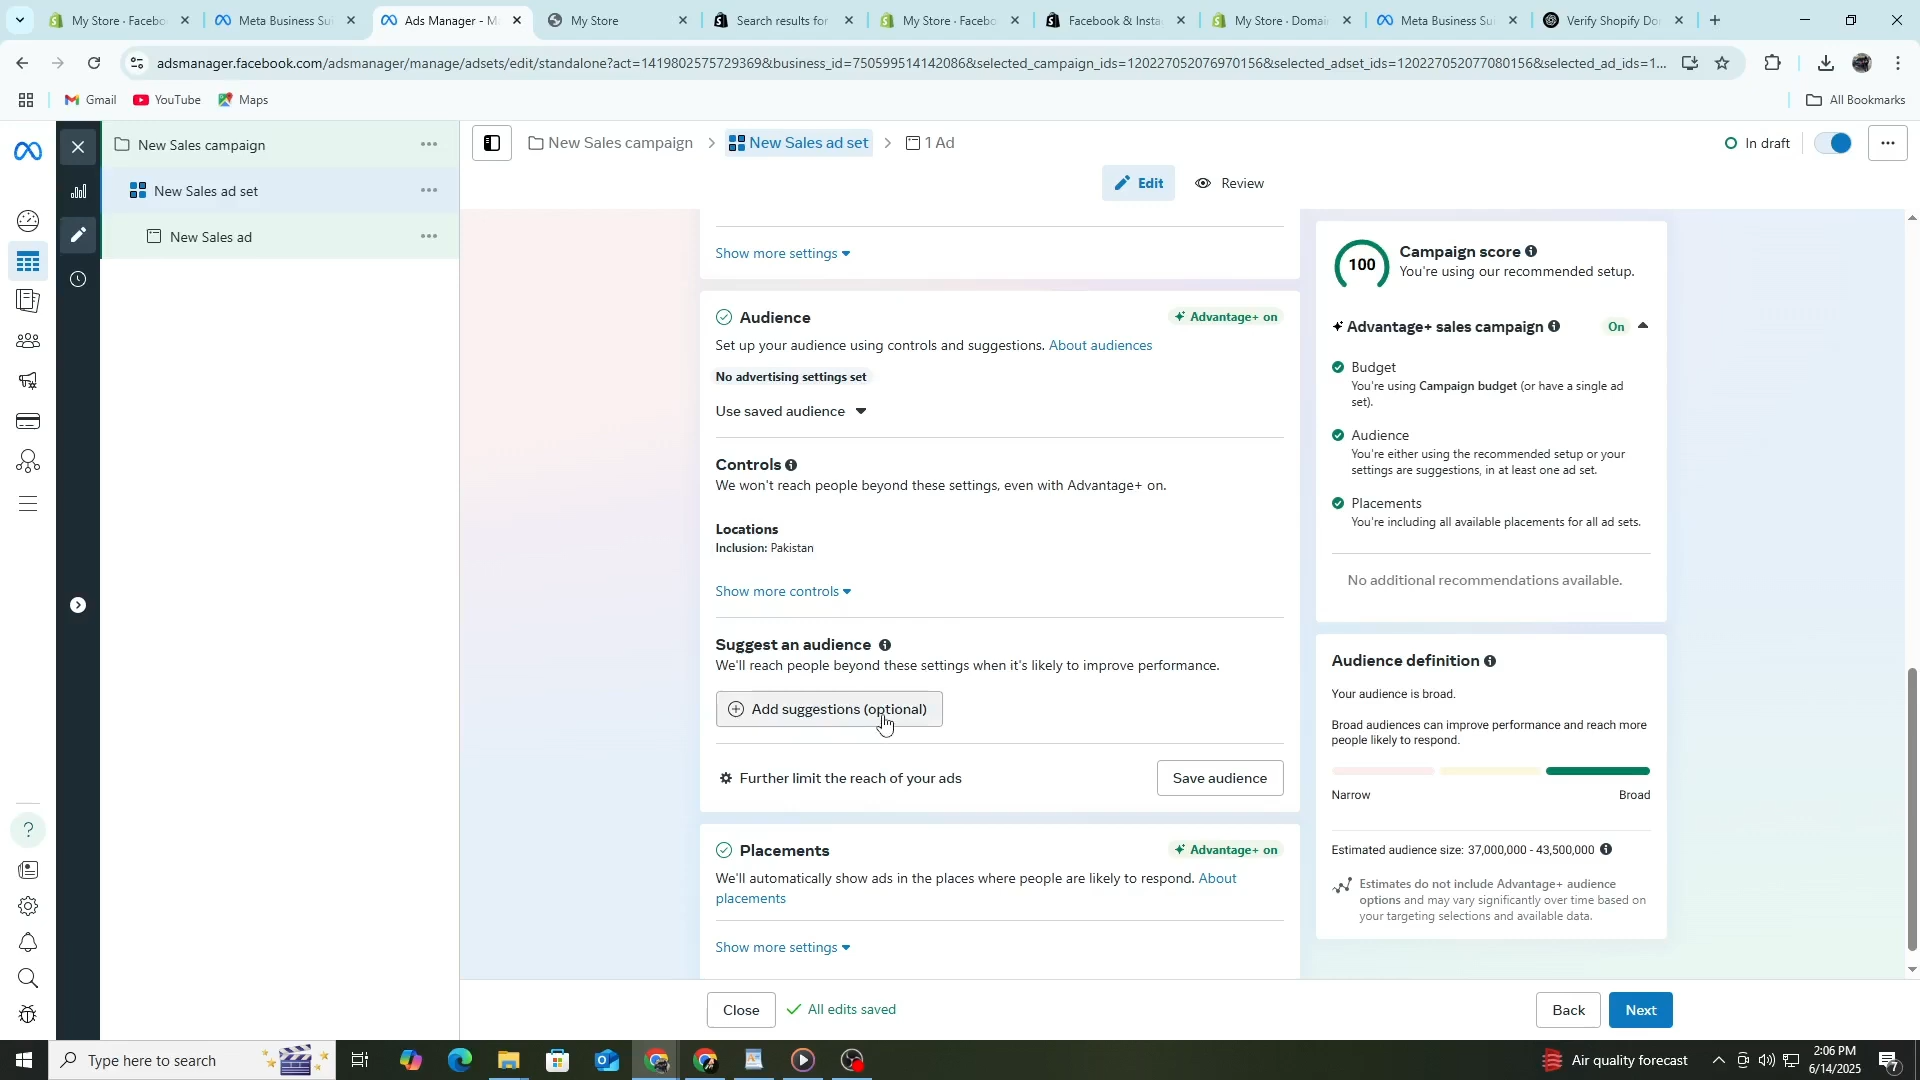 My Store · Faceboo
Meta Business Sui
Ads Manager - M
My Store
Search results for
My Store · Faceboo
Facebook & Insta
My Store · Domai
Meta Business Sui
Verify Shopify Do
adsmanager.facebook.com/adsmanager/manage/adsets/edit/standalone?act=1419802575729369&business_id=750599514142086&selected_campaign_ids=120227052076970156&selected_adset_ids=120227052077080156&selected_ad_ids=1...
Gmail
YouTube
Maps
All Bookmarks
New Sales campaign
New Sales ad set
New Sales ad
New Sales campaign
New Sales ad set
1 Ad
In draft
Edit
Review
Show more settings
Audience
Advantage+ on
Set up your audience using controls and suggestions. About audiences
No advertising settings set
Use saved audience
Controls
We won't reach people beyond these settings, even with Advantage+ on.
Locations
Inclusion: Pakistan
Show more controls
Suggest an audience
We'll reach people beyond these settings when it's likely to improve performance.
Add suggestions (optional)
Further limit the reach of your ads
Save audience
Placements
Advantage+ on
We'll automatically show ads in the places where people are likely to respond. About
placements
Show more settings
100
Campaign score
You're using our recommended setup.
Advantage+ sales campaign
On
Budget
You're using Campaign budget (or have a single ad
set).
Audience
You're either using the recommended setup or your
settings are suggestions, in at least one ad set.
Placements
You're including all available placements for all ad sets.
No additional recommendations available.
Audience definition
Your audience is broad.
Broad audiences can improve performance and reach more
people likely to respond.
Narrow
Broad
Estimated audience size: 37,000,000 - 43,500,000
Estimates do not include Advantage+ audience
options and may vary significantly over time based on
your targeting selections and available data.
Close
All edits saved
Back
Next
Type here to search
Air quality forecast
2:06 PM
6/14/2025
7